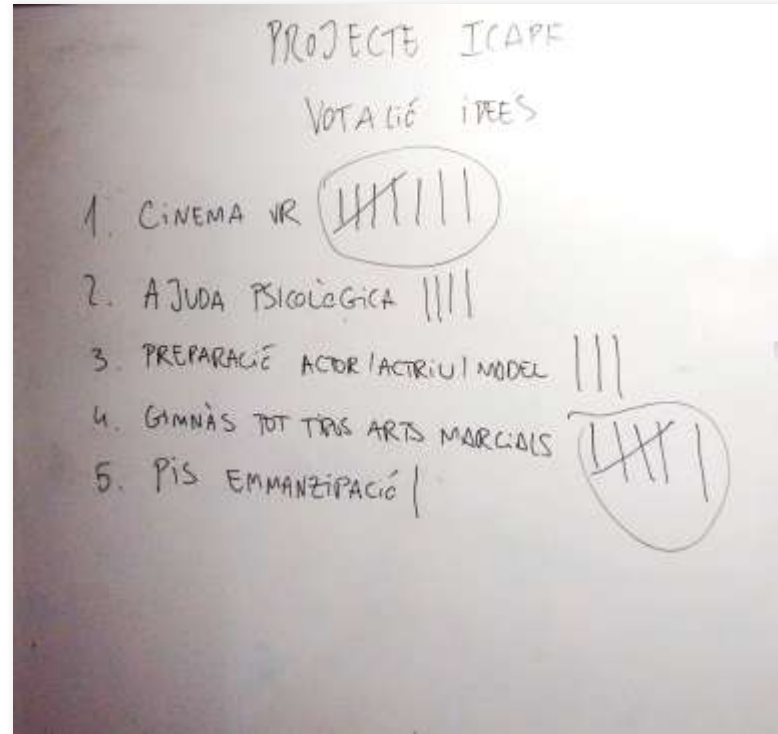 PROJECTE ICAPE
VOTACIÓ IDEES
1. CINEMA VR
2. AJUDA PSICOLÒGICA
3. PREPARACIÓ ACTOR/ACTRIU/MODEL
4. GIMNÀS TOT TIPUS ARTS MARCIALS
5. PIS EMMANZIPACIÓ